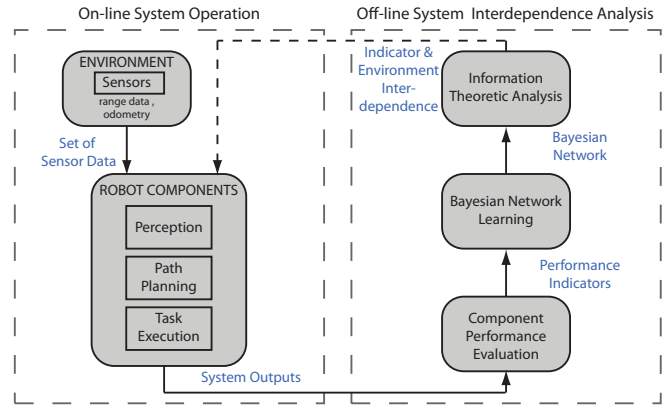 On-line System Operation
ENVIRONMENT
Sensors
range data ,
odometry
Set of
Sensor Data
ROBOT COMPONENTS
Perception
Path
Planning
Task
Execution
System Outputs
Off-line System Interdependence Analysis
Indicator &
Environment
Inter-
dependence
Information
Theoretic Analysis
Bayesian
Network
Bayesian Network
Learning
Performance
Indicators
Component
Performance
Evaluation